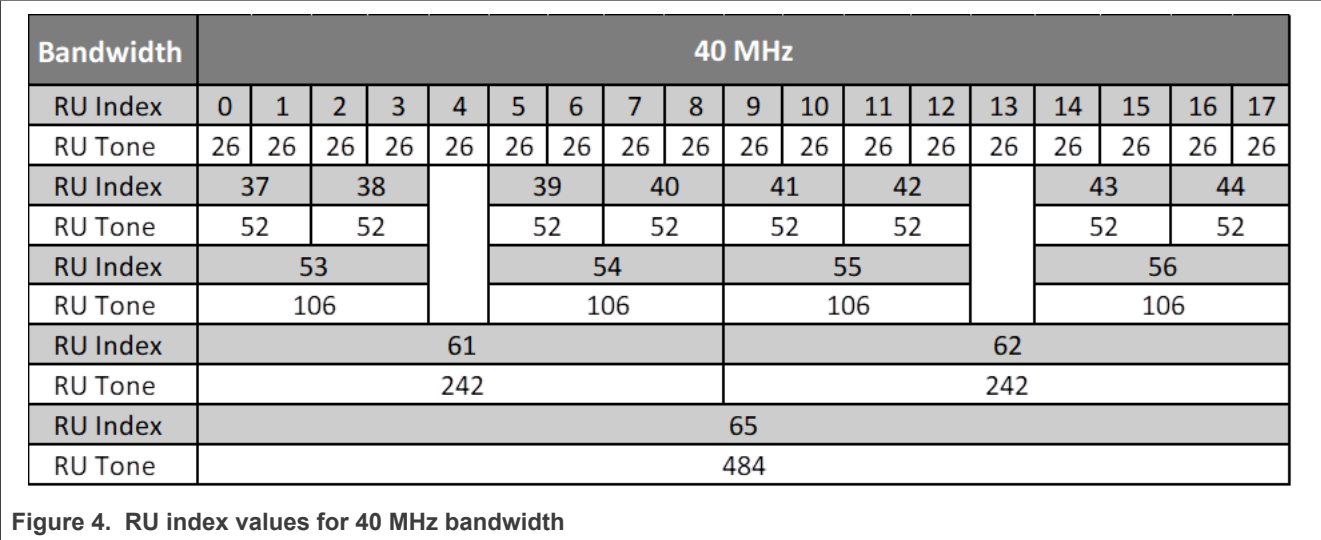 Bandwidth 40 MHz
RU Index 0 1 2 3 4 5 6 7 8 9 10 11 12 13 14 15 16 17
RU Tone 26 26 26 26 26 26 26 26 26 26 26 26 26 26 26 26 26 26
RU Index 37 38 39 40 41 42 43 44
RU Tone 52 52 52 52 52 52 52 52
RU Index 53 54 55 56
RU Tone 106 106 106 106
RU Index 61 62
RU Tone 242 242
RU Index 65
RU Tone 484
Figure 4. RU index values for 40 MHz bandwidth